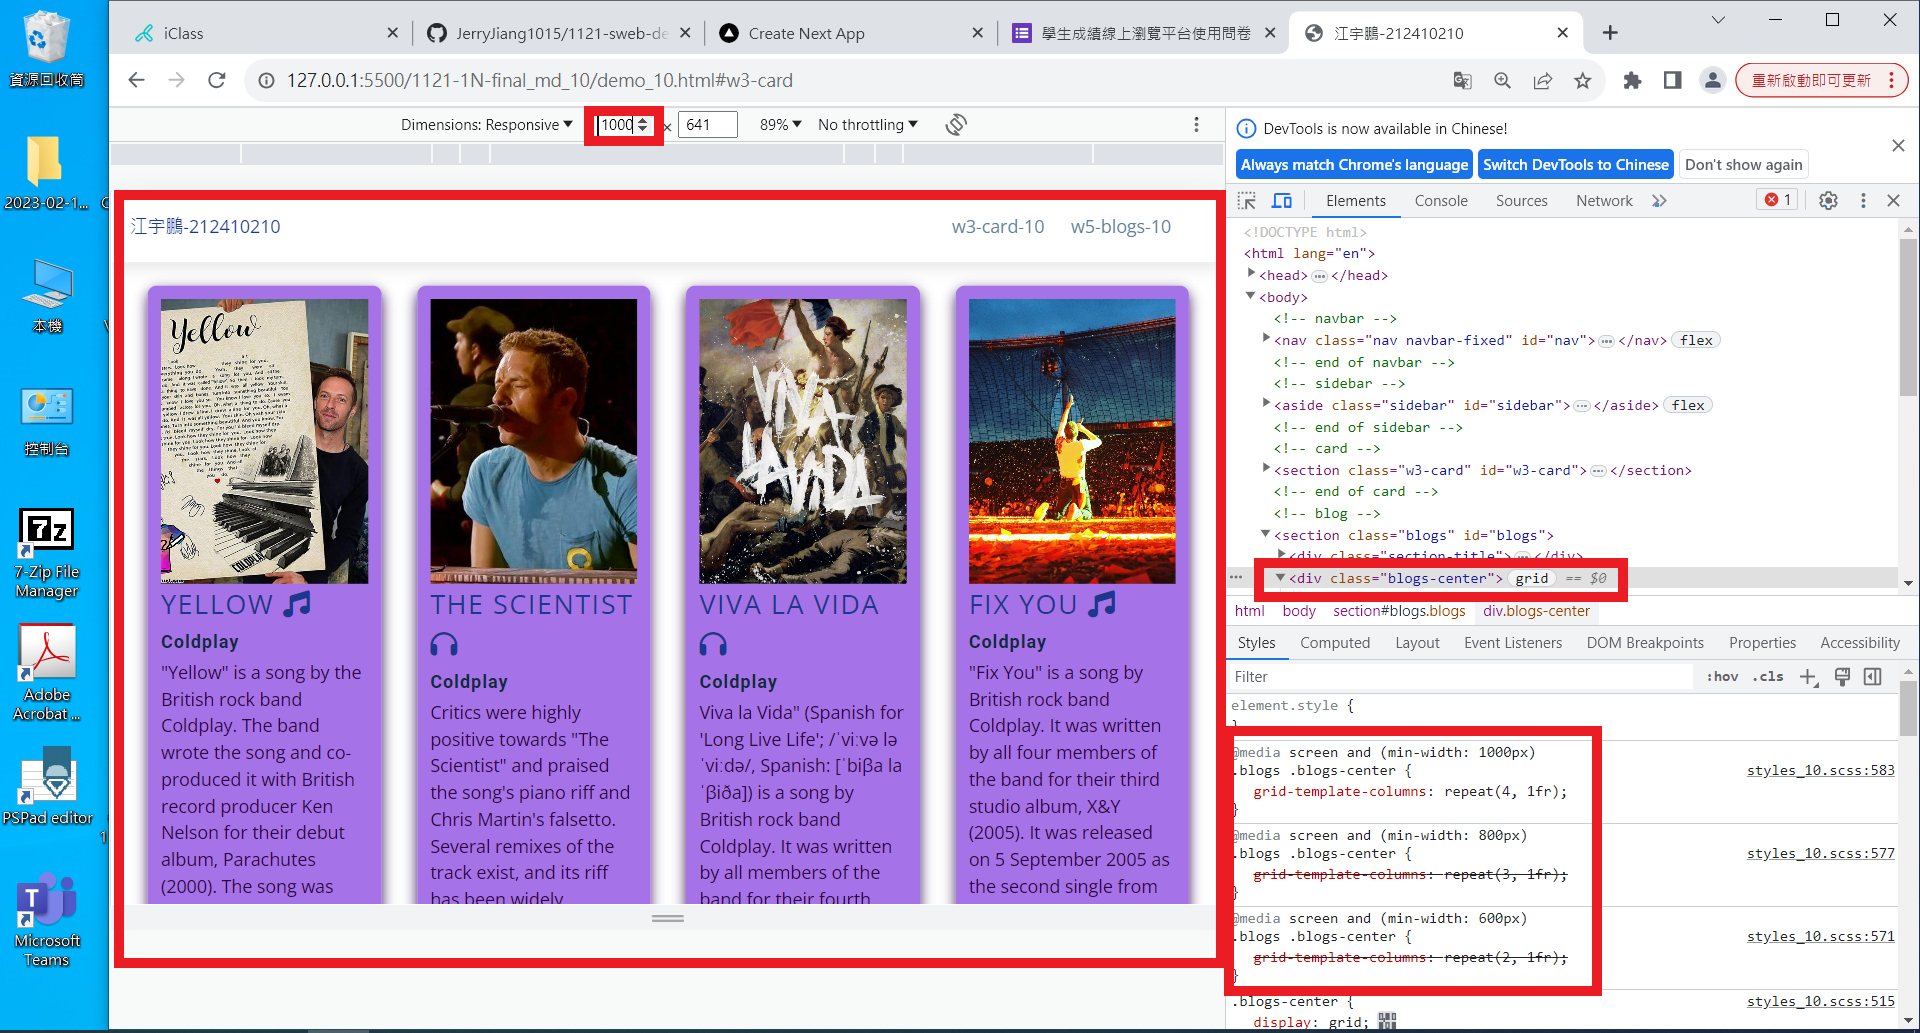 資源回收筒
2023-02-1...
本機
控制台
7-Zip File
Manager
Adobe
Acrobat ...
PSPad editor
Microsoft
Teams
iClass
JerryJiang1015/1121-sweb-de
Create Next App
學生成績線上瀏覽平台使用問卷
江宇鵬-212410210
127.0.0.1:5500/1121-1N-final_md_10/demo_10.html#w3-card
重新啟動即可更新
Dimensions: Responsive
1000
×
641
89%
No throttling
江宇鵬-212410210
w3-card-10
w5-blogs-10
Yellow
COLDPLAY
VIVA
LA VIDA
YELLOW
Coldplay
"Yellow" is a song by the
British rock band
Coldplay. The band
wrote the song and co-
produced it with British
record producer Ken
Nelson for their debut
album, Parachutes
(2000). The song was
THE SCIENTIST
Coldplay
Critics were highly
positive towards "The
Scientist" and praised
the song's piano riff and
Chris Martin's falsetto.
Several remixes of the
track exist, and its riff
has been widely
VIVA LA VIDA
Coldplay
Viva la Vida" (Spanish for
'Long Live Life'; /ˈviːvə lə
ˈviːdə/, Spanish: [ˈbiβa la
ˈβiða]) is a song by
British rock band
Coldplay. It was written
by all members of the
band for their fourth
FIX YOU
Coldplay
"Fix You" is a song by
British rock band
Coldplay. It was written
by all four members of
the band for their third
studio album, X&Y
(2005). It was released
on 5 September 2005 as
the second single from
DevTools is now available in Chinese!
Always match Chrome's language
Switch DevTools to Chinese
Don't show again
Elements
Console
Sources
Network
1
<!DOCTYPE html>
<html lang="en">
<head> ... </head>
<body>
<!-- navbar -->
<nav class="nav navbar-fixed" id="nav"> ... </nav> flex
<!-- end of navbar -->
<!-- sidebar -->
<aside class="sidebar" id="sidebar"> ... </aside> flex
<!-- end of sidebar -->
<!-- card -->
<section class="w3-card" id="w3-card"> ... </section>
<!-- end of card -->
<!-- blog -->
<section class="blogs" id="blogs">
<div class="section-title"> ... </div>
... <div class="blogs-center"> grid == $0
html body section#blogs.blogs div.blogs-center
Styles
Computed
Layout
Event Listeners
DOM Breakpoints
Properties
Accessibility
Filter
:hov .cls
element.style {
}
@media screen and (min-width: 1000px)
.blogs .blogs-center {
styles_10.scss:583
grid-template-columns: repeat(4, 1fr);
}
@media screen and (min-width: 800px)
.blogs .blogs-center {
styles_10.scss:577
grid-template-columns: repeat(3, 1fr);
}
@media screen and (min-width: 600px)
.blogs .blogs-center {
styles_10.scss:571
grid-template-columns: repeat(2, 1fr);
}
.blogs-center {
styles_10.scss:515
display: grid;